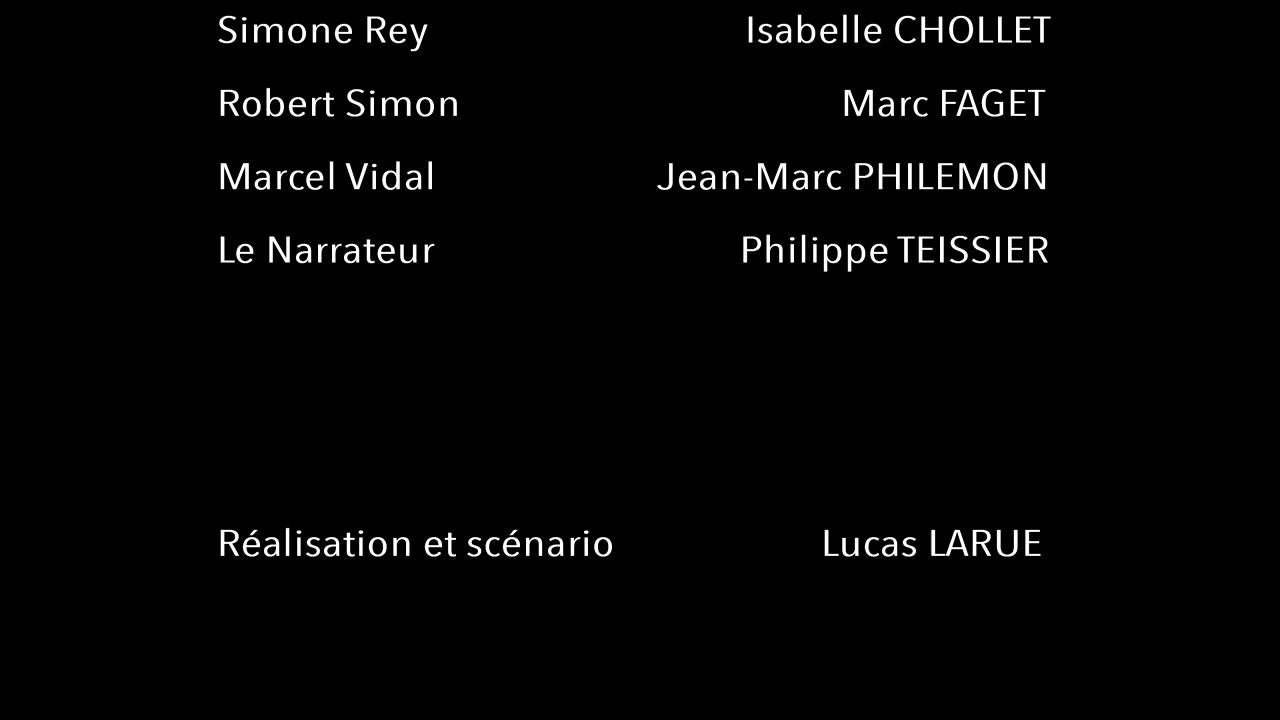 Simone Rey Isabelle CHOLLET
Robert Simon Marc FAGET
Marcel Vidal Jean-Marc PHILEMON
Le Narrateur Philippe TEISSIER
Réalisation et scénario Lucas LARUE